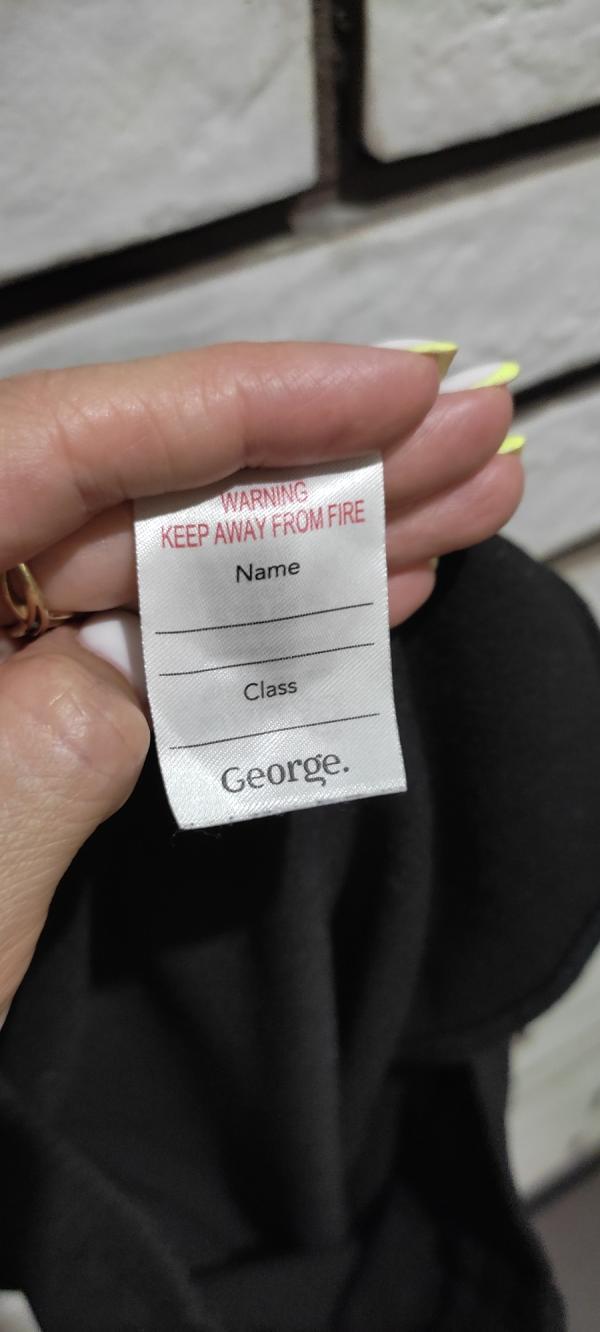 WARNING
KEEP AWAY FROM FIRE
Name
Class
George.